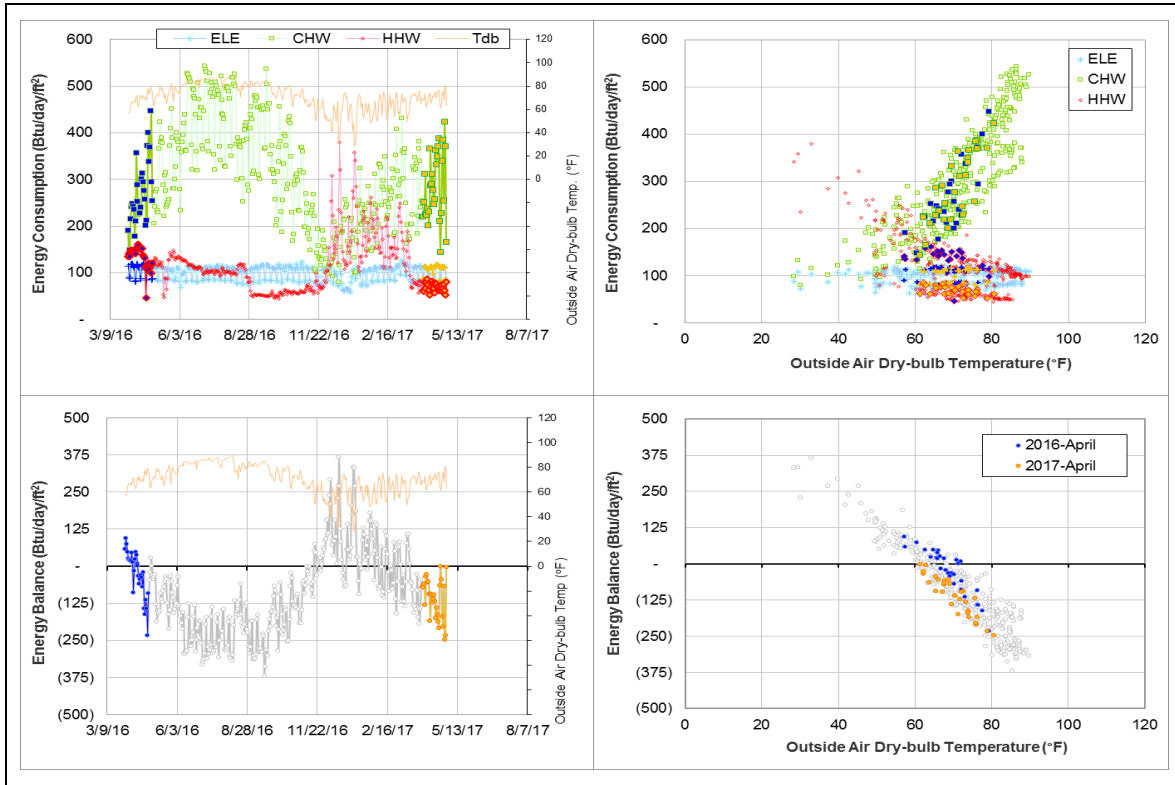 ELE CHW HHW Tdb
600
500
400
300
200
100
-
Energy Consumption (Btu/day/ft²)
120
100
80
60
40
20
0
Outside Air Dry-bulb Temp. (°F)
3/9/16 6/3/16 8/28/16 11/22/16 2/16/17 5/13/17 8/7/17
600
500
400
300
200
100
-
Energy Consumption (Btu/day/ft²)
ELE
CHW
HHW
0 20 40 60 80 100 120
Outside Air Dry-bulb Temperature (°F)
500
375
250
125
-
(125)
(250)
(375)
(500)
Energy Balance (Btu/day/ft²)
120
100
80
60
40
20
0
Outside Air Dry-bulb Temp (°F)
3/9/16 6/3/16 8/28/16 11/22/16 2/16/17 5/13/17 8/7/17
500
375
250
125
-
(125)
(250)
(375)
(500)
Energy Balance (Btu/day/ft²)
2016-April
2017-April
0 20 40 60 80 100 120
Outside Air Dry-bulb Temperature (°F)